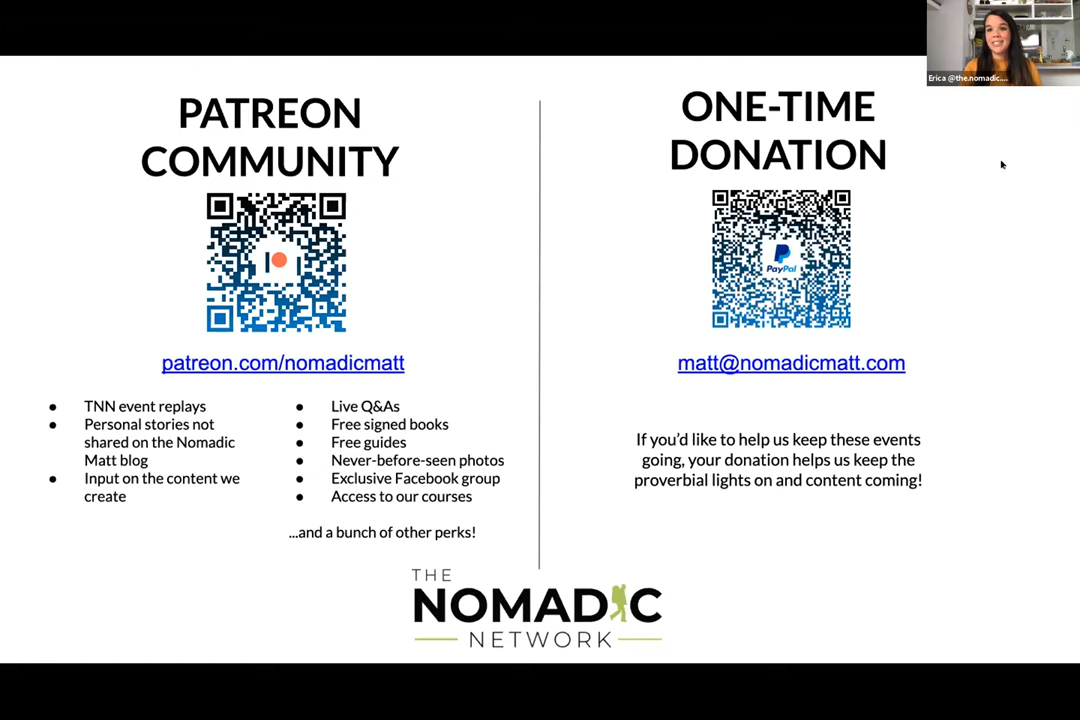 Erica @the.nomadic....
PATREON
COMMUNITY
patreon.com/nomadicmatt
TNN event replays
Personal stories not
shared on the Nomadic
Matt blog
Input on the content we
create
Live Q&As
Free signed books
Free guides
Never-before-seen photos
Exclusive Facebook group
Access to our courses
...and a bunch of other perks!
ONE-TIME
DONATION
PayPal
matt@nomadicmatt.com
If you’d like to help us keep these events
going, your donation helps us keep the
proverbial lights on and content coming!
THE
NOMADIC
NETWORK